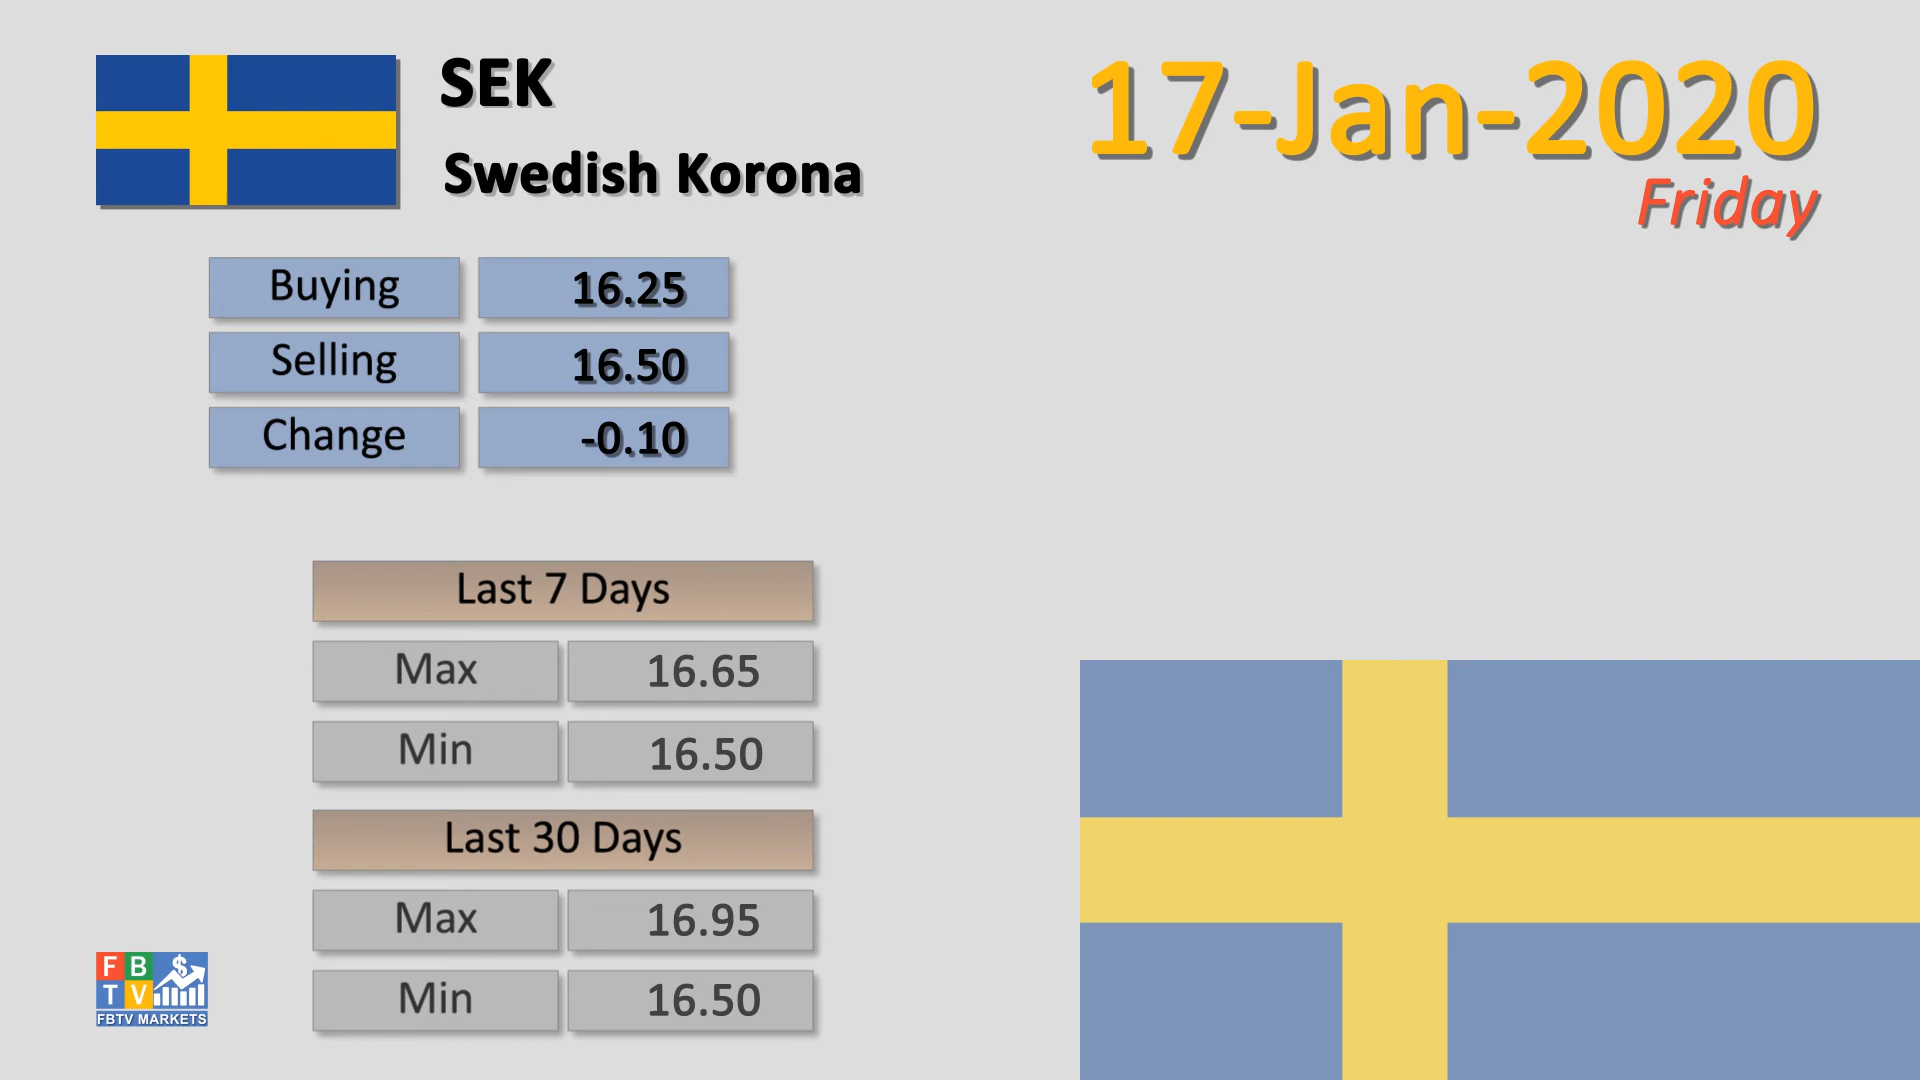 SEK
Swedish Korona
17-Jan-2020
Friday
Buying 16.25
Selling 16.50
Change -0.10
Last 7 Days
Max 16.65
Min 16.50
Last 30 Days
Max 16.95
Min 16.50
F B $
T V
FBTV MARKETS